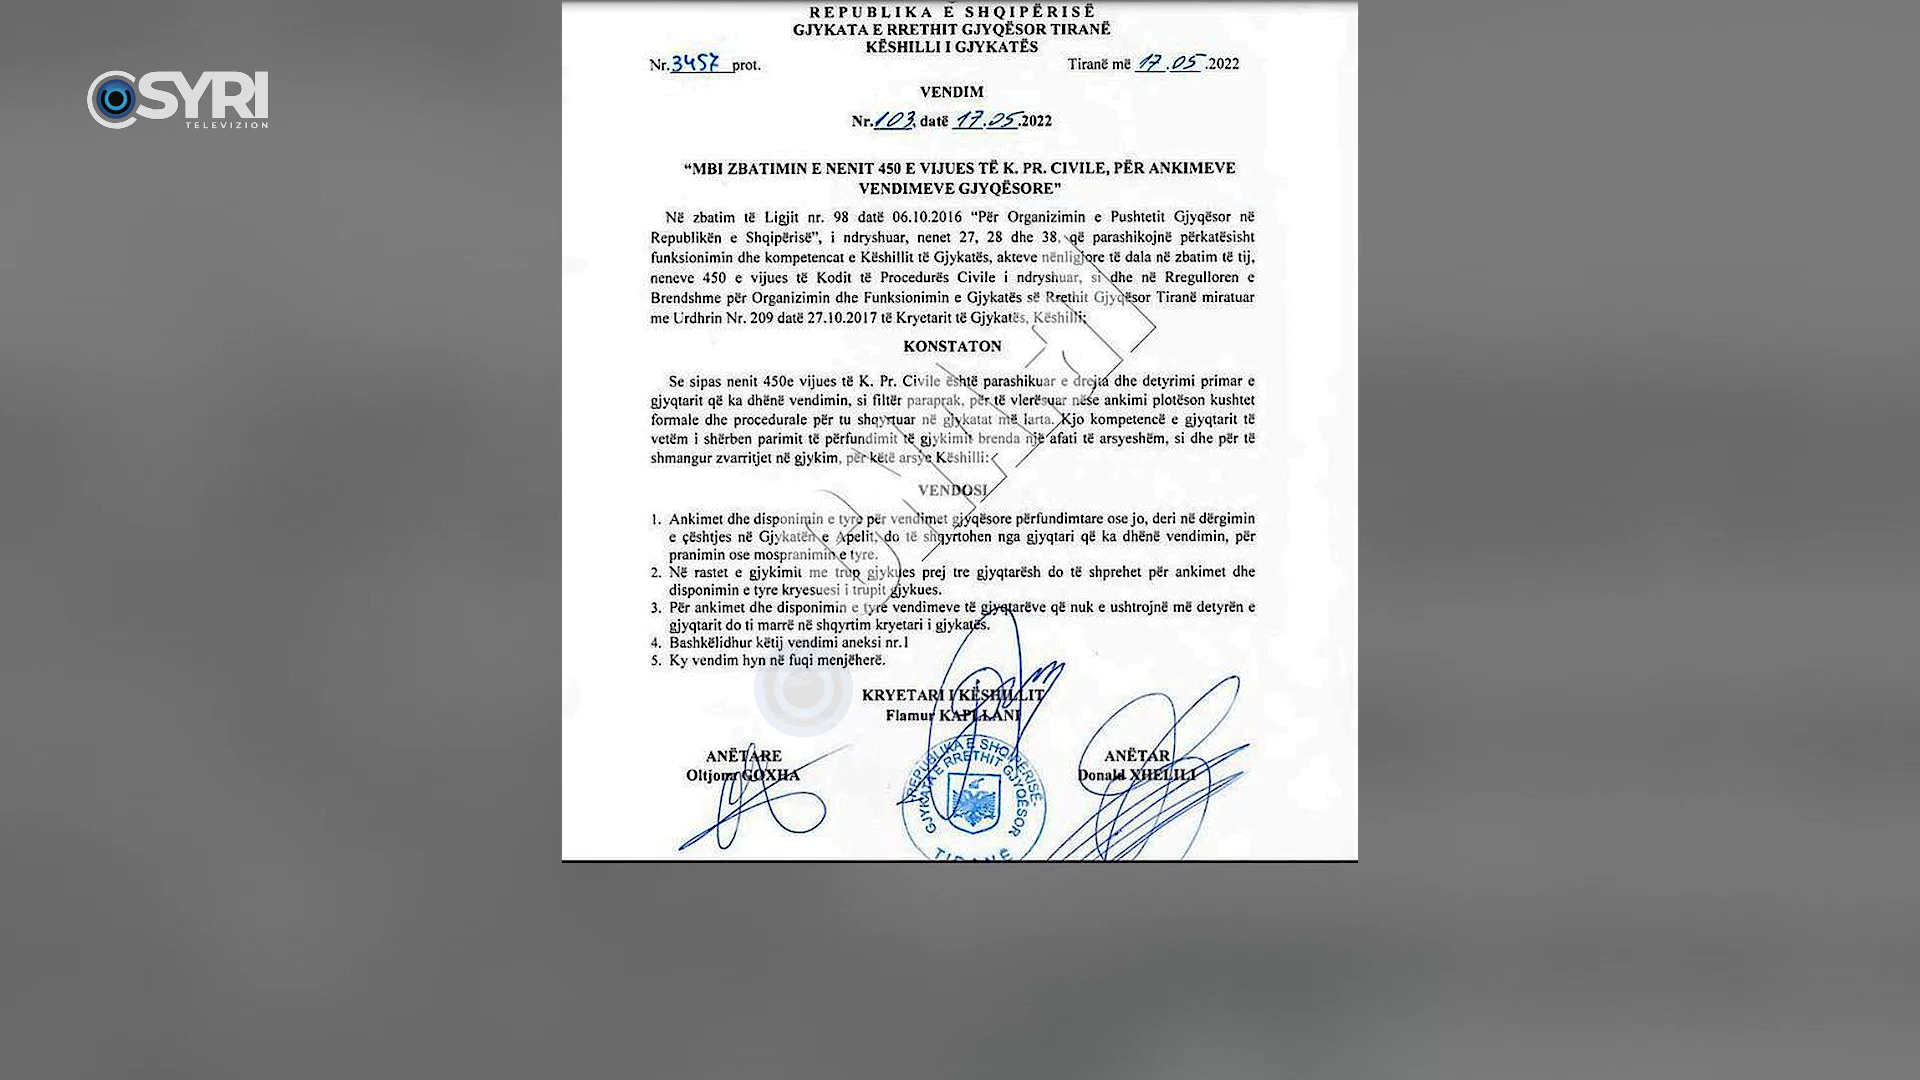 SYRI
TELEVIZION
REPUBLIKA E SHQIPËRISË
GJYKATA E RRETHIT GJYQËSOR TIRANË
KËSHILLI I GJYKATËS
Nr. 3457 prot. Tiranë më 17.05.2022
VENDIM
Nr. 103, datë 17.05.2022
“MBI ZBATIMIN E NENIT 450 E VIJUES TË K. PR. CIVILE, PËR ANKIMEVE
VENDIMEVE GJYQËSORE”
Në zbatim të Ligjit nr. 98 datë 06.10.2016 “Për Organizimin e Pushtetit Gjyqësor në
Republikën e Shqipërisë”, i ndryshuar, nenet 27, 28 dhe 38, që parashikojnë përkatësisht
funksionimin dhe kompetencat e Këshillit të Gjykatës, akteve nënligjore të dala në zbatim të tij,
neneve 450 e vijues të Kodit të Procedurës Civile i ndryshuar, si dhe në Rregulloren e
Brendshme për Organizimin dhe Funksionimin e Gjykatës së Rrethit Gjyqësor Tiranë miratuar
me Urdhrin Nr. 209 datë 27.10.2017 të Kryetarit të Gjykatës, Këshilli;
KONSTATON
Se sipas nenit 450e vijues të K. Pr. Civile është parashikuar e drejta dhe detyrimi primar e
gjyqtarit që ka dhënë vendimin, si filtër paraprak, për të vlerësuar nëse ankimi plotëson kushtet
formale dhe procedurale për tu shqyrtuar në gjykatat më larta. Kjo kompetencë e gjyqtarit të
vetëm i shërben parimit të përfundimit të gjykimit brenda një afati të arsyeshëm, si dhe për të
shmangur zvarritjet në gjykim, për këtë arsye Këshilli:
VENDOSI
1. Ankimet dhe disponimin e tyre për vendimet gjyqësore përfundimtare ose jo, deri në dërgimin
e çështjes në Gjykatën e Apelit, do të shqyrtohen nga gjyqtari që ka dhënë vendimin, për
pranimin ose mospranimin e tyre.
2. Në rastet e gjykimit me trup gjykues prej tre gjyqtarësh do të shprehet për ankimet dhe
disponimin e tyre kryesuesi i trupit gjykues.
3. Për ankimet dhe disponimin e tyre vendimeve të gjyqtarëve që nuk e ushtrojnë më detyrën e
gjyqtarit do ti marrë në shqyrtim kryetari i gjykatës.
4. Bashkëlidhur këtij vendimi aneksi nr.1
5. Ky vendim hyn në fuqi menjëherë.
KRYETARI I KËSHILLIT
Flamur KAPLLANI
ANËTARE ANËTAR
Oltjona GOXHA Donald XHELILI
REPUBLIKA E SHQIPËRISË
GJYKATA E RRETHIT GJYQËSOR
TIRANË